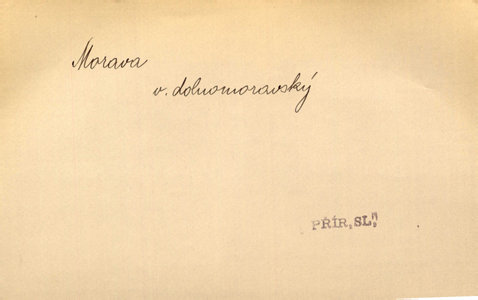 Morava
v. dolnomoravský
PŘÍR. SL.